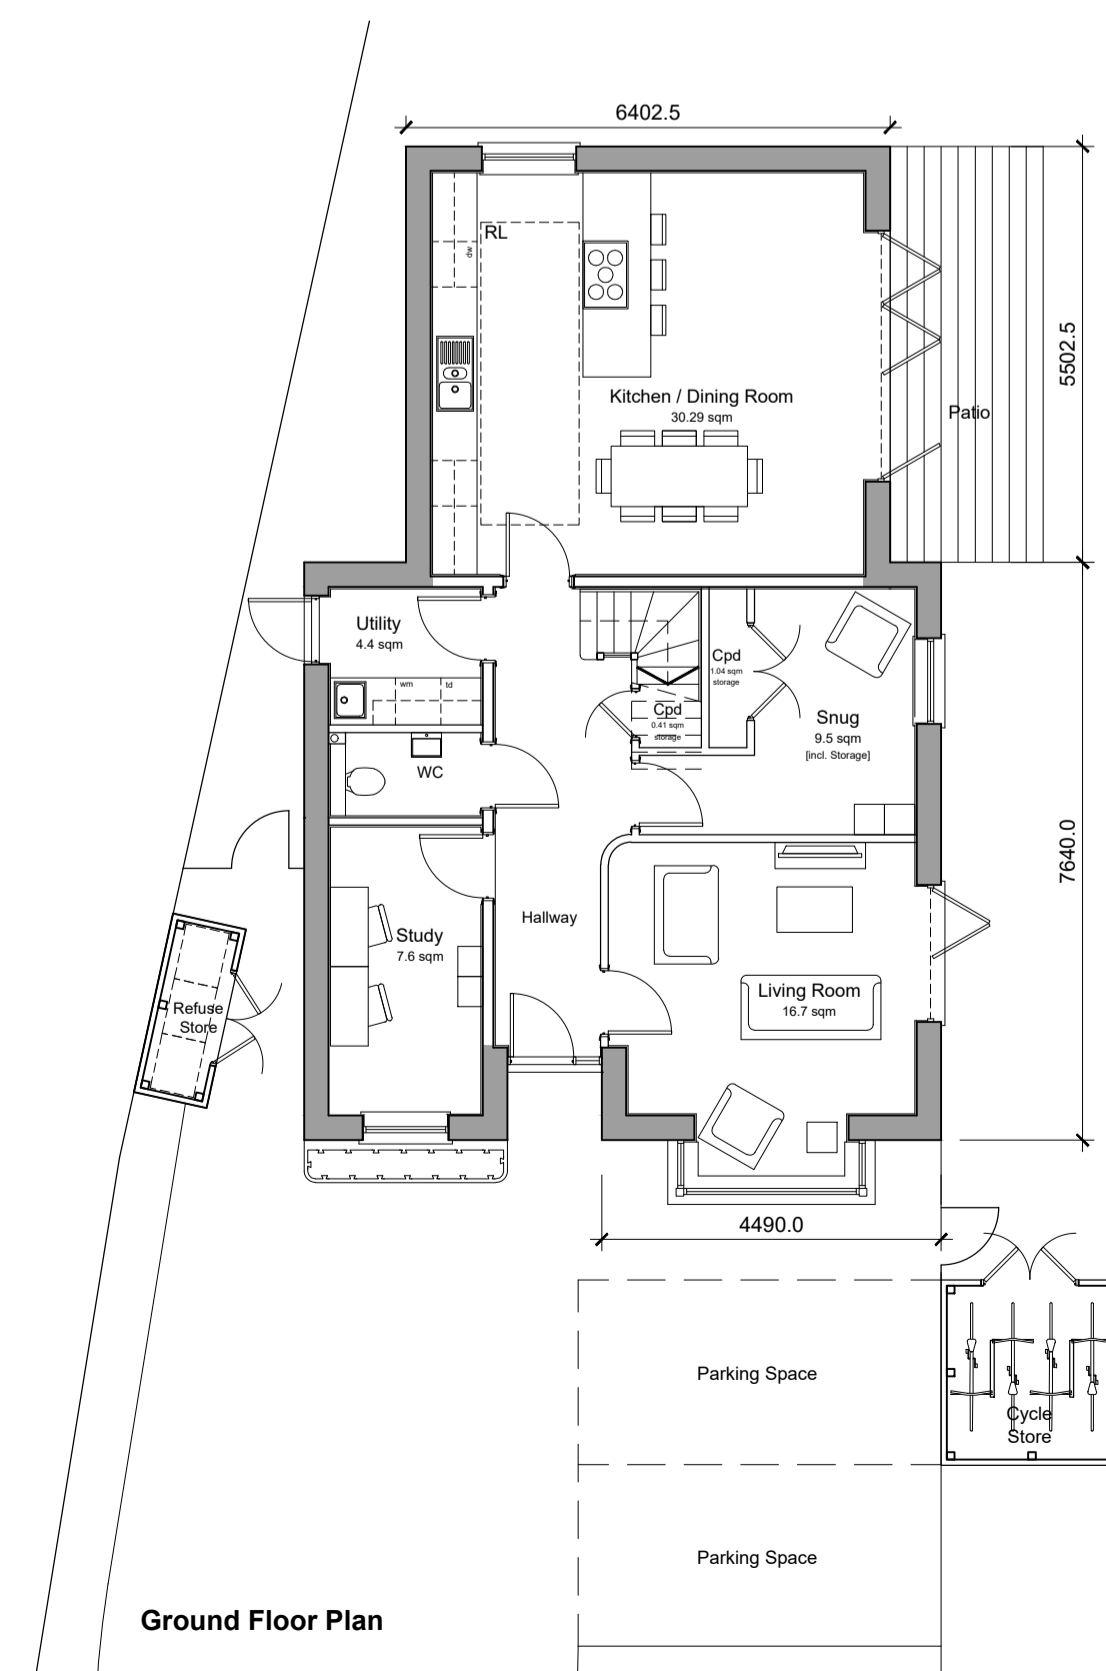 6402.5
RL
dw
5502.5
Kitchen / Dining Room
30.29 sqm
Patio
Utility
4.4 sqm
wm
td
Cpd
1.04 sqm
storage
Cpd
0.41 sqm
storage
Snug
9.5 sqm
[incl. Storage]
WC
7640.0
Hallway
Study
7.6 sqm
Living Room
16.7 sqm
Refuse
Store
4490.0
Parking Space
Cycle
Store
Parking Space
Ground Floor Plan